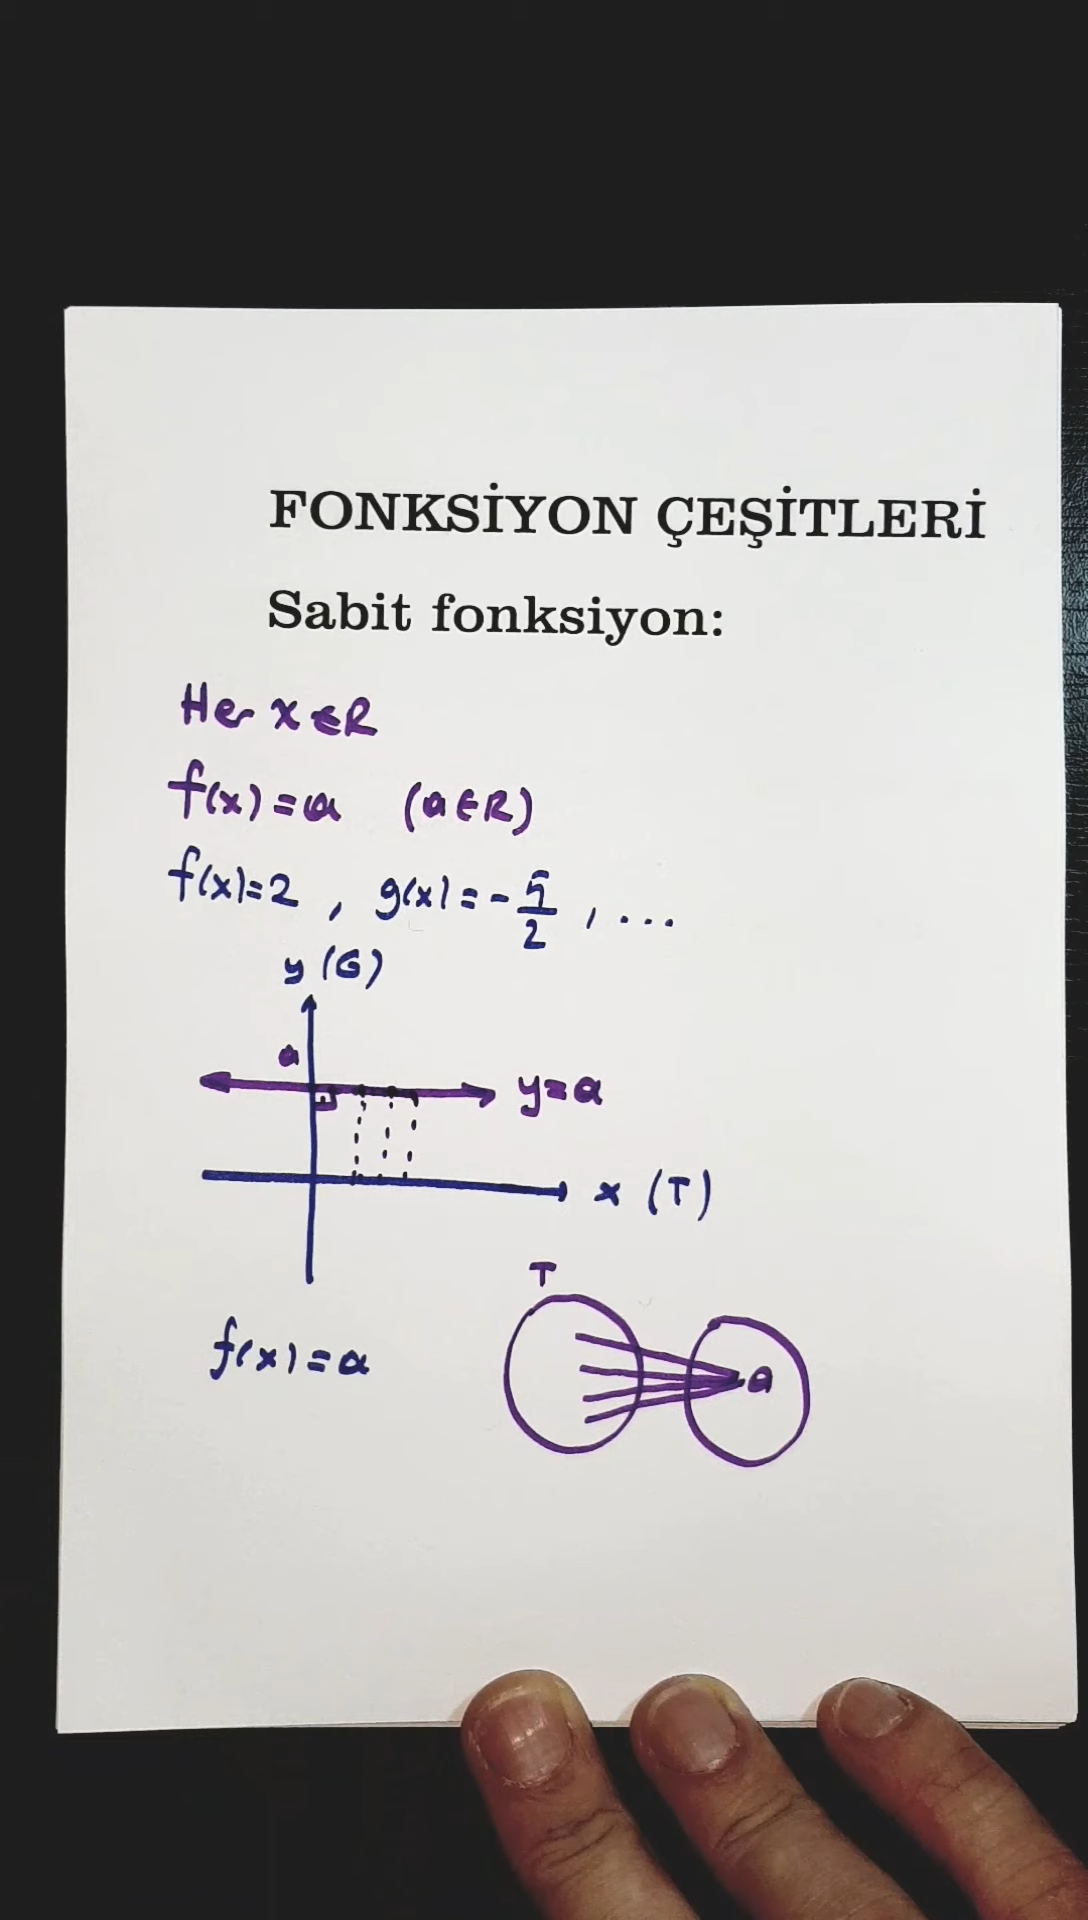 FONKSİYON ÇEŞİTLERİ
Sabit fonksiyon:
Her x ∈ R
f(x) = a (a ∈ R)
f(x) = 2 , g(x) = -5/2 , ...
y (G)
a
y = a
x (T)
T
f(x) = a
a